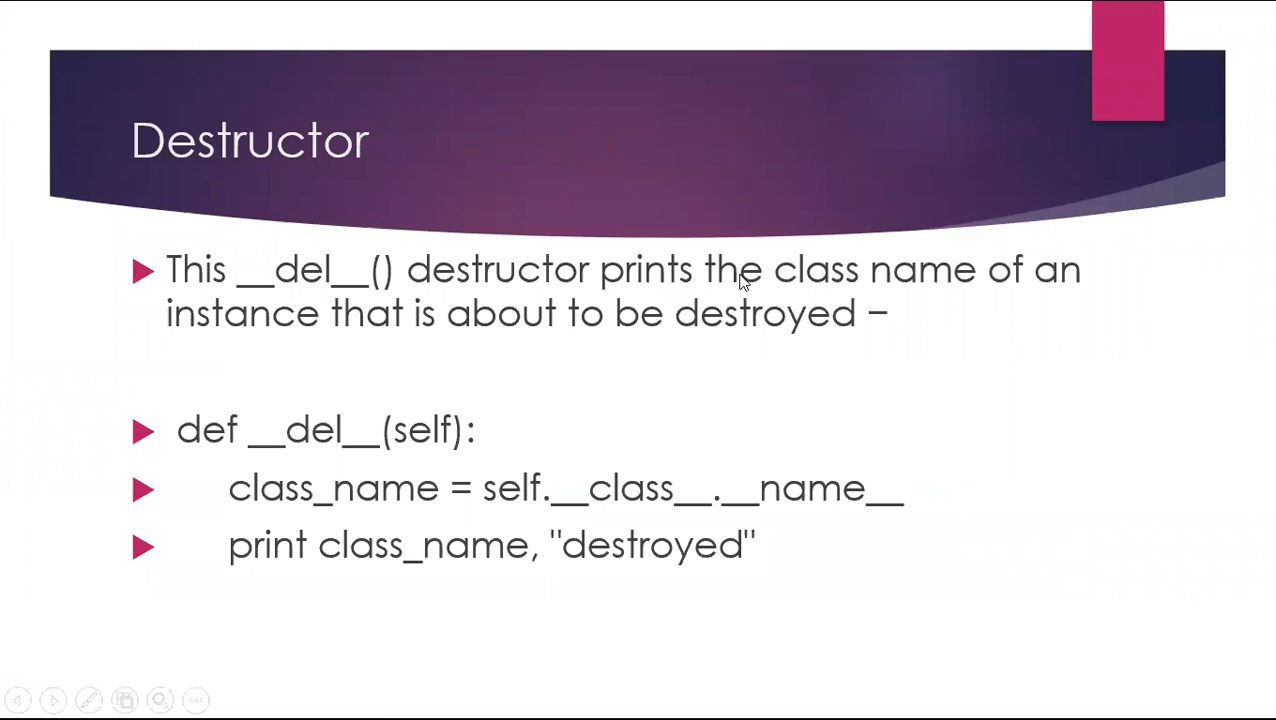 Destructor
This __del__() destructor prints the class name of an
instance that is about to be destroyed −
def __del__(self):
class_name = self.__class__.__name__
print class_name, "destroyed"